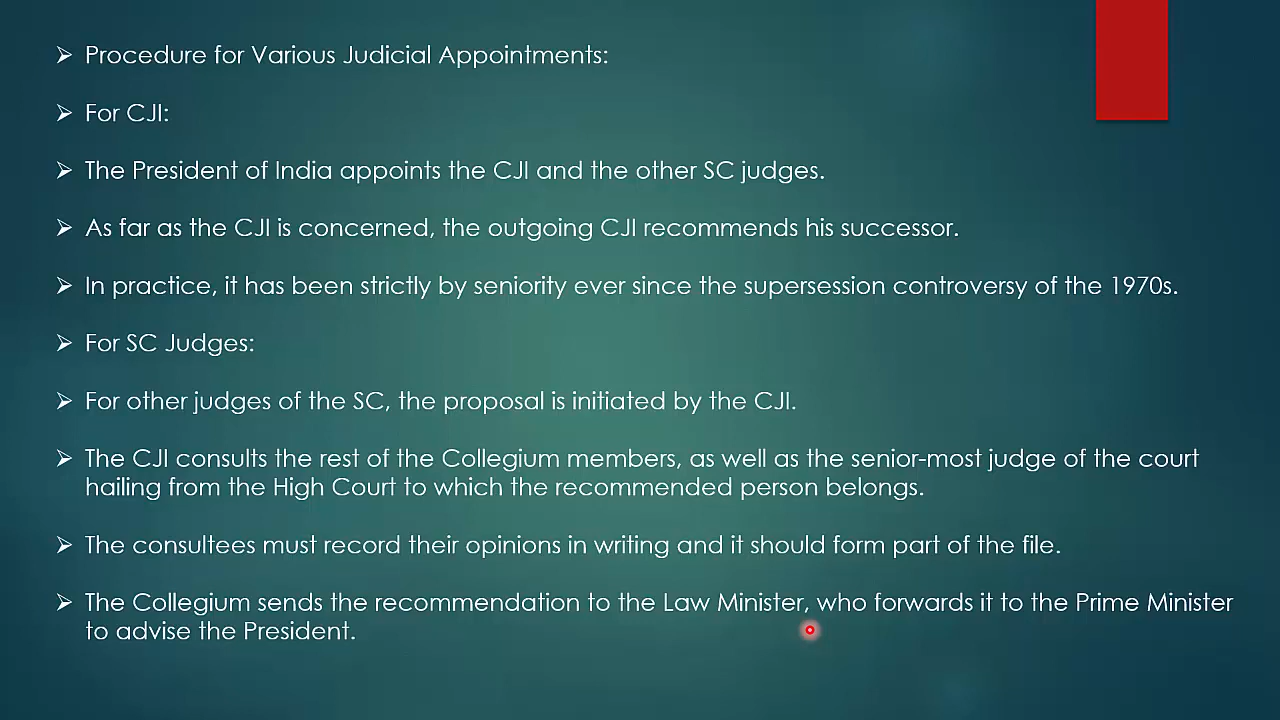 Procedure for Various Judicial Appointments:
For CJI:
The President of India appoints the CJI and the other SC judges.
As far as the CJI is concerned, the outgoing CJI recommends his successor.
In practice, it has been strictly by seniority ever since the supersession controversy of the 1970s.
For SC Judges:
For other judges of the SC, the proposal is initiated by the CJI.
The CJI consults the rest of the Collegium members, as well as the senior-most judge of the court
hailing from the High Court to which the recommended person belongs.
The consultees must record their opinions in writing and it should form part of the file.
The Collegium sends the recommendation to the Law Minister, who forwards it to the Prime Minister
to advise the President.